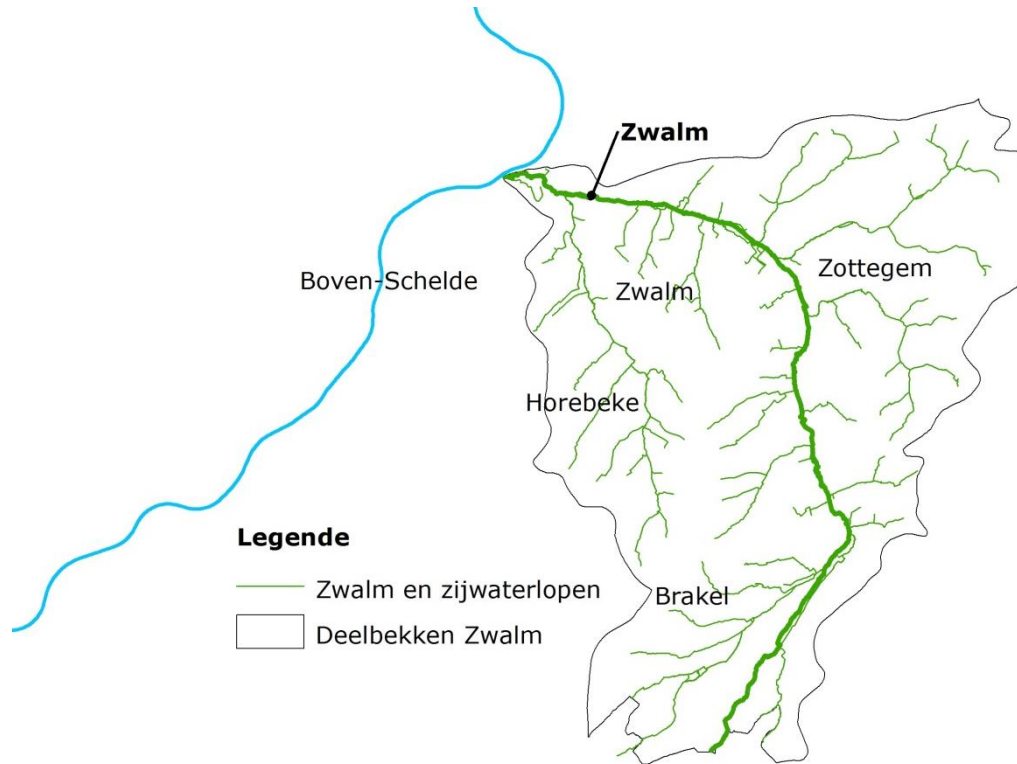 Zwalm
Boven-Schelde
Zwalm
Zottegem
Horebeke
Brakel
Legende
Zwalm en zijwaterlopen
Deelbekken Zwalm